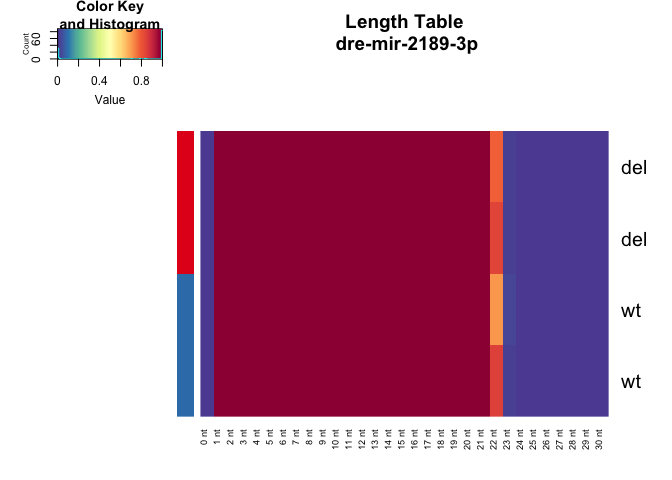 Color Key
and Histogram
Count
0 60
0 0.4 0.8
Value
Length Table
dre-mir-2189-3p
del
del
wt
wt
0 nt 1 nt 2 nt 3 nt 4 nt 5 nt 6 nt 7 nt 8 nt 9 nt 10 nt 11 nt 12 nt 13 nt 14 nt 15 nt 16 nt 17 nt 18 nt 19 nt 20 nt 21 nt 22 nt 23 nt 24 nt 25 nt 26 nt 27 nt 28 nt 29 nt 30 nt